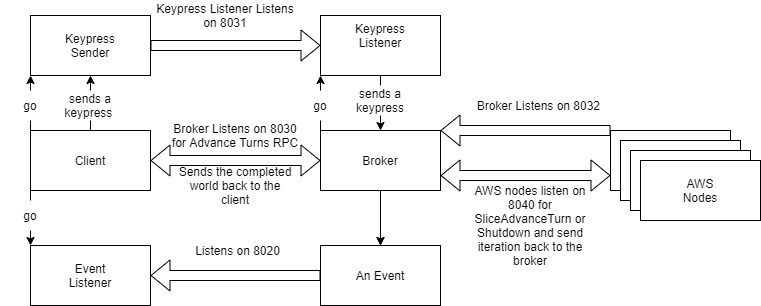 Keypress Listener Listens
on 8031
Keypress
Sender
Keypress
Listener
go
sends a
keypress
go
sends a
keypress
Broker Listens on 8032
Client
Broker Listens on 8030
for Advance Turns RPC
Sends the completed
world back to the
client
Broker
AWS nodes listen on
8040 for
SliceAdvanceTurn or
Shutdown and send
iteration back to the
broker
AWS
Nodes
go
Event
Listener
Listens on 8020
An Event